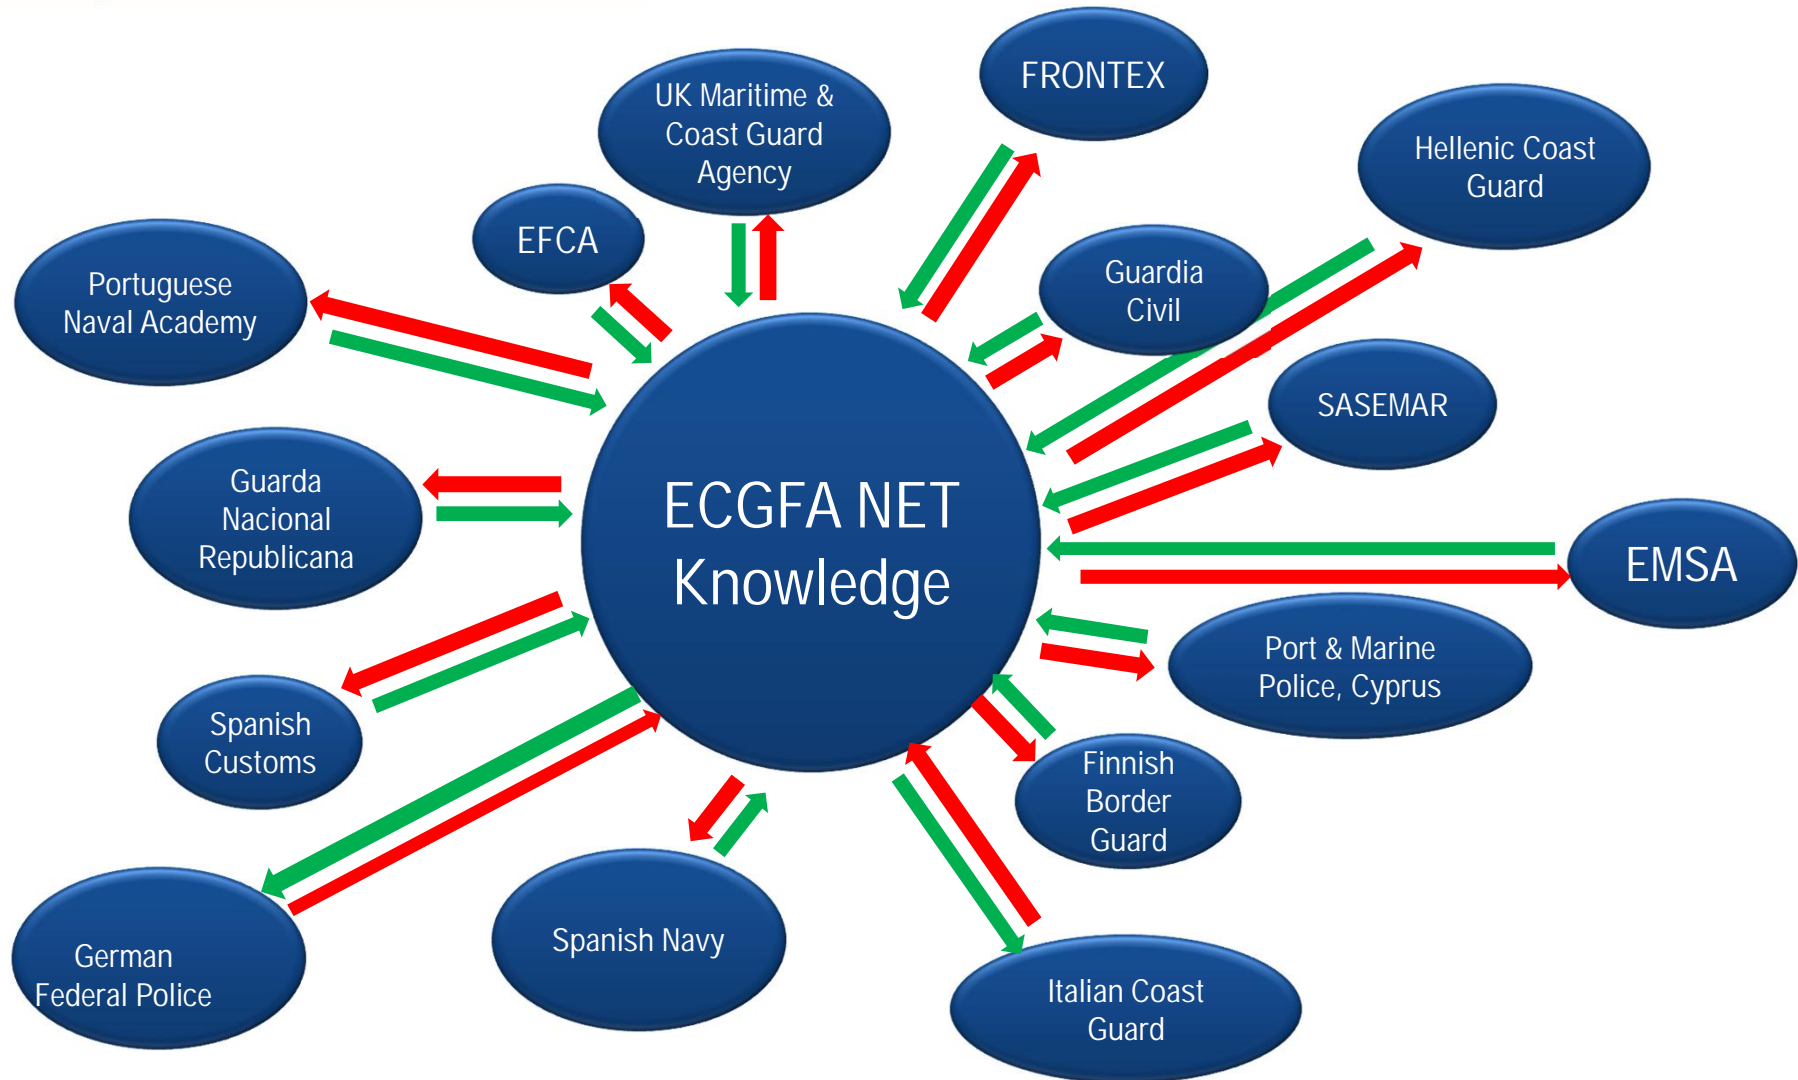 FRONTEX
UK Maritime &
Coast Guard
Agency
Hellenic Coast
Guard
EFCA
Guardia
Civil
Portuguese
Naval Academy
SASEMAR
Guarda
Nacional
Republicana
ECGFA NET
Knowledge
EMSA
Port & Marine
Police, Cyprus
Spanish
Customs
Finnish
Border
Guard
Spanish Navy
German
Federal Police
Italian Coast
Guard